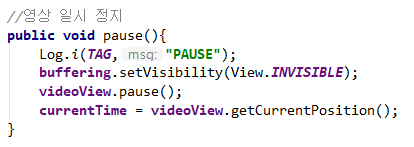 //영상 일시 정지
public void pause(){
Log.i(TAG, msg: "PAUSE");
buffering.setVisibility(View.INVISIBLE);
videoView.pause();
currentTime = videoView.getCurrentPosition();
}